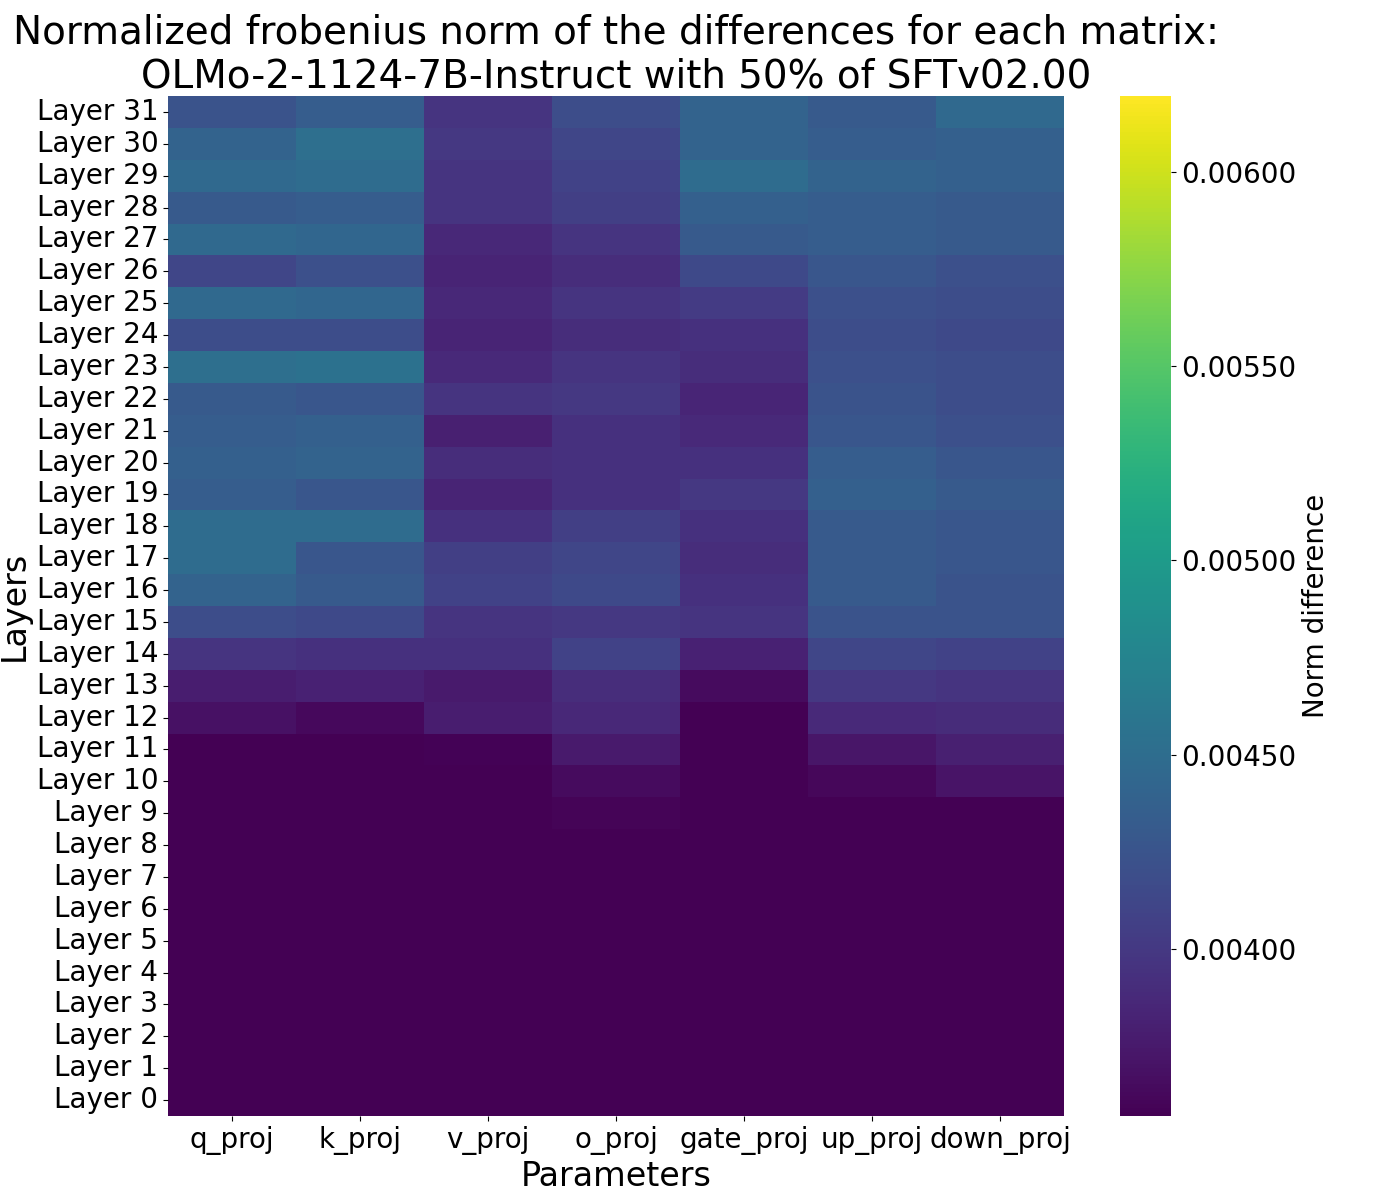 Normalized frobenius norm of the differences for each matrix:
OLMo-2-1124-7B-Instruct with 50% of SFTv02.00
Layers
Layer 31
Layer 30
Layer 29
Layer 28
Layer 27
Layer 26
Layer 25
Layer 24
Layer 23
Layer 22
Layer 21
Layer 20
Layer 19
Layer 18
Layer 17
Layer 16
Layer 15
Layer 14
Layer 13
Layer 12
Layer 11
Layer 10
Layer 9
Layer 8
Layer 7
Layer 6
Layer 5
Layer 4
Layer 3
Layer 2
Layer 1
Layer 0
q_proj k_proj v_proj o_proj gate_proj up_proj down_proj
Parameters
0.00600
0.00550
0.00500
0.00450
0.00400
Norm difference